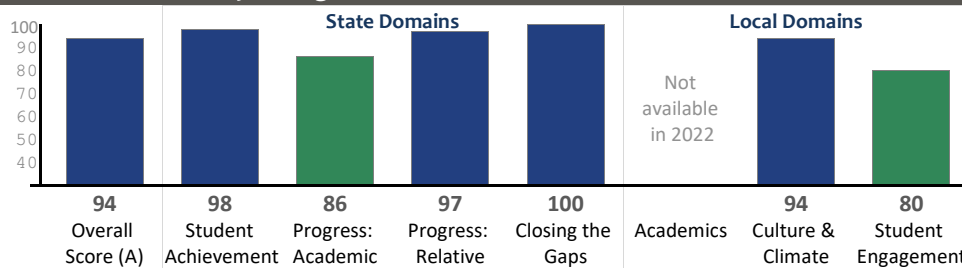 State Domains
Local Domains
100
90
80
70
60
50
40
Not
available
in 2022
94
Overall
Score (A)
98
Student
Achievement
86
Progress:
Academic
97
Progress:
Relative
100
Closing the
Gaps
Academics
94
Culture &
Climate
80
Student
Engagement